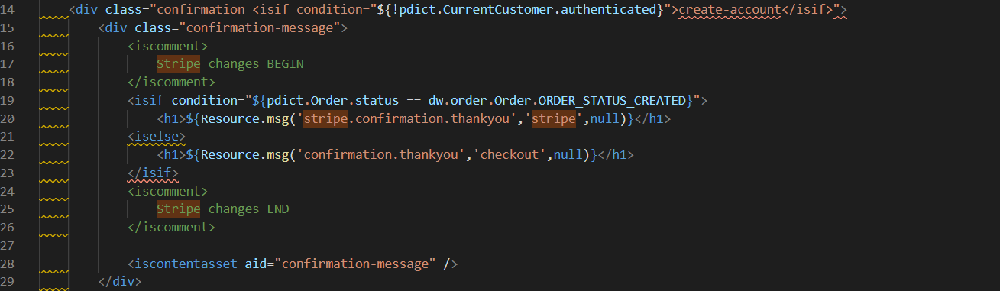 14 <div class="confirmation <isif condition="${!pdict.CurrentCustomer.authenticated}">create-account</isif>">
15 <div class="confirmation-message">
16 <iscomment>
17 Stripe changes BEGIN
18 </iscomment>
19 <isif condition="${pdict.Order.status == dw.order.Order.ORDER_STATUS_CREATED}">
20 <h1>${Resource.msg('stripe.confirmation.thankyou','stripe',null)}</h1>
21 <iselse>
22 <h1>${Resource.msg('confirmation.thankyou','checkout',null)}</h1>
23 </isif>
24 <iscomment>
25 Stripe changes END
26 </iscomment>
27
28 <iscontentasset aid="confirmation-message" />
29 </div>